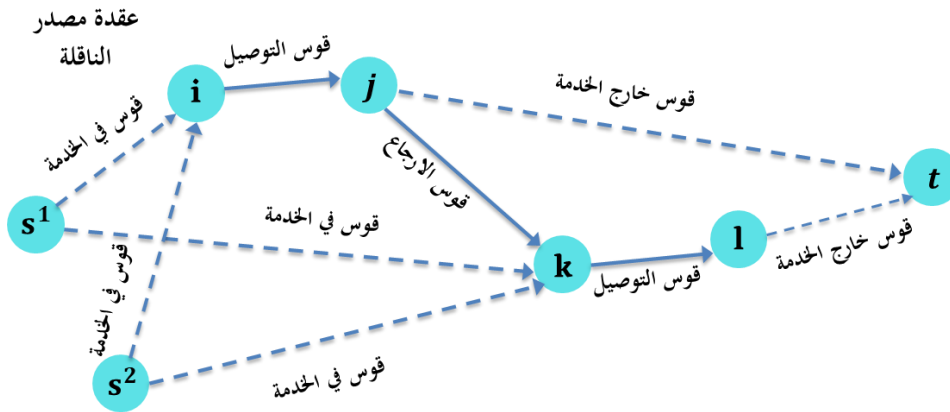 عقدة مصدر
الناقلة
قوس التوصيل
i
j
قوس خارج الخدمة
قوس في الخدمة
قوس الارجاع
t
s¹
قوس في الخدمة
l
قوس خارج الخدمة
k
قوس التوصيل
قوس في الخدمة
s²
قوس في الخدمة